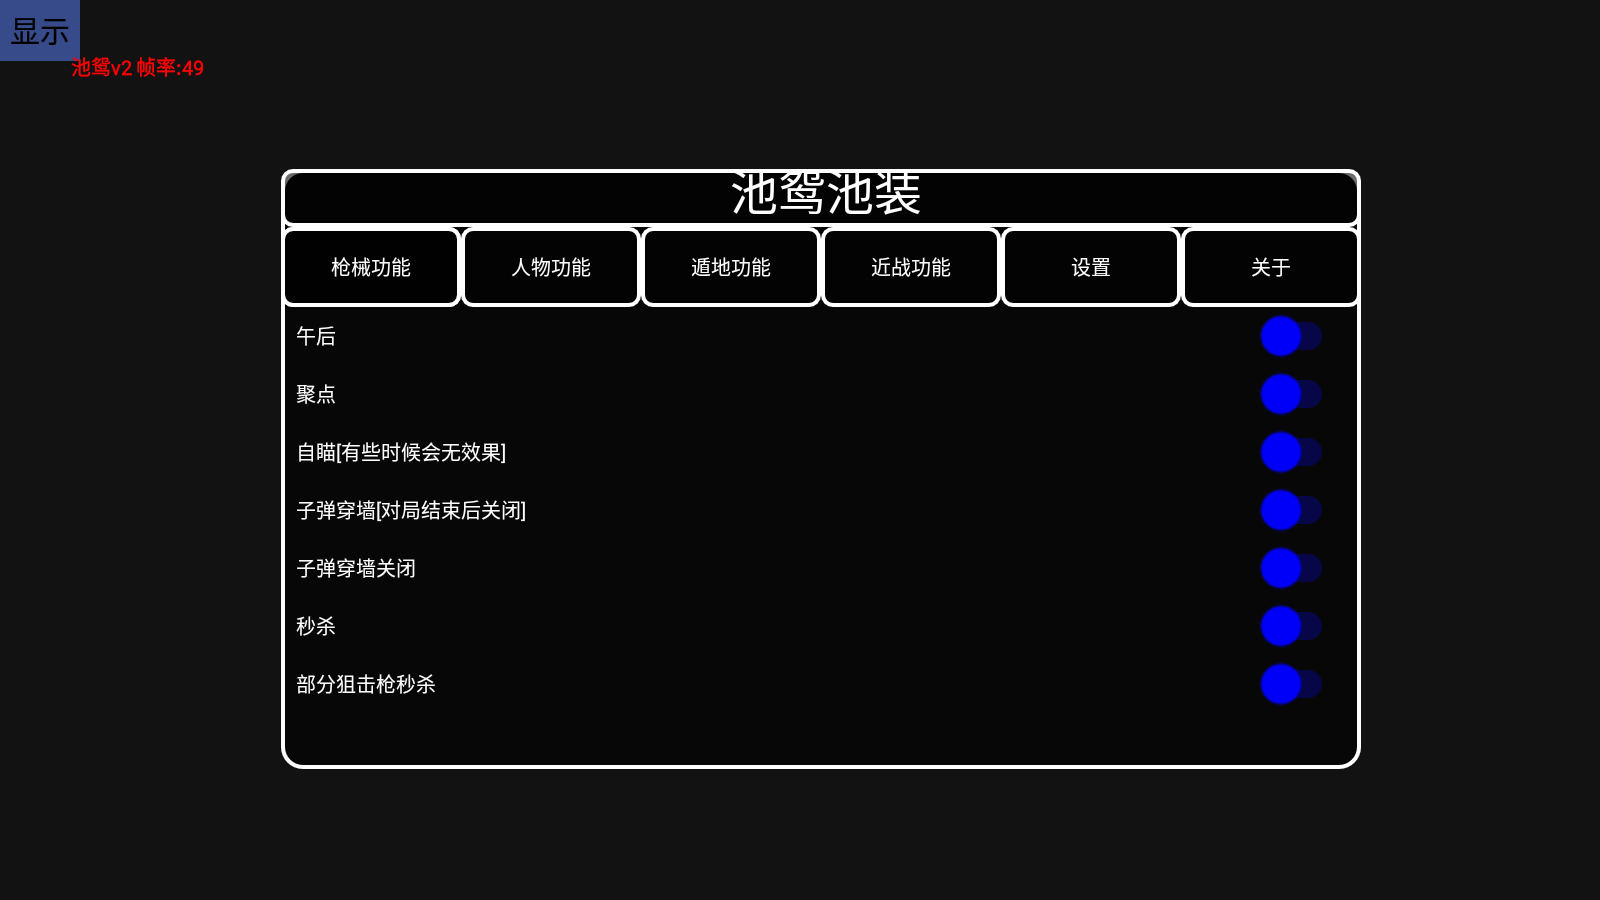 显示
池鸳v2 帧率:49
池鸳池装
枪械功能
人物功能
遁地功能
近战功能
设置
关于
午后
聚点
自瞄[有些时候会无效果]
子弹穿墙[对局结束后关闭]
子弹穿墙关闭
秒杀
部分狙击枪秒杀